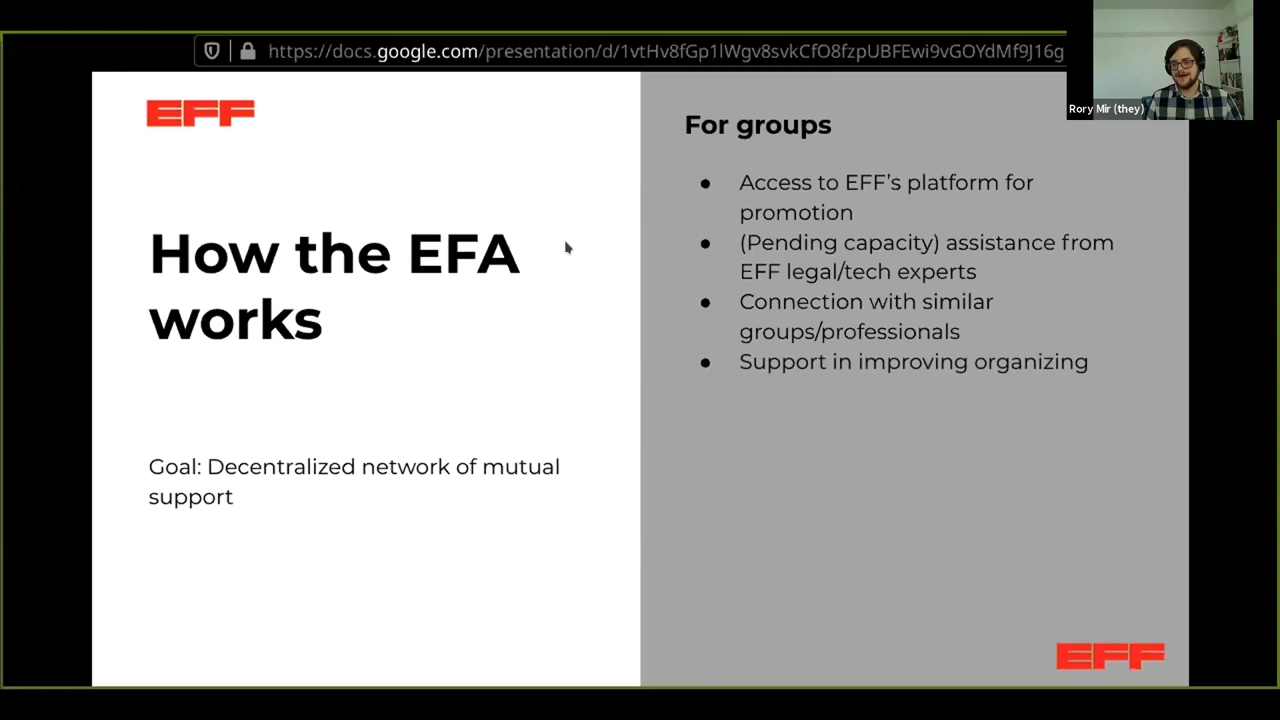 https://docs.google.com/presentation/d/1vtHv8fGp1lWgv8svkCfO8fzpUBFEwi9vGOYdMf9J16g
Rory Mir (they)
EFF
How the EFA
works
Goal: Decentralized network of mutual
support
For groups
● Access to EFF’s platform for
promotion
● (Pending capacity) assistance from
EFF legal/tech experts
● Connection with similar
groups/professionals
● Support in improving organizing
EFF